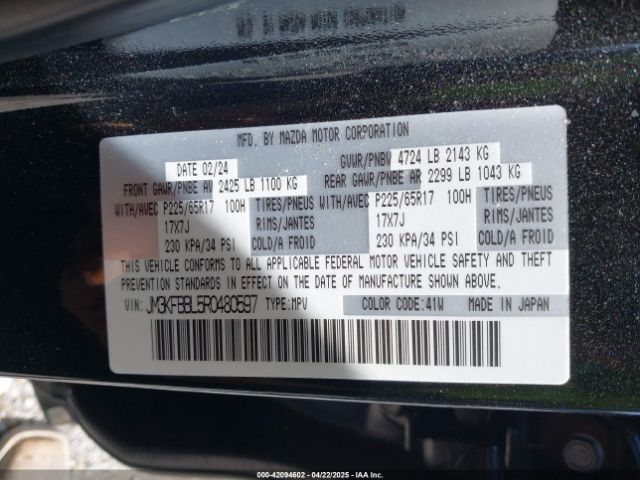 MFD. BY MAZDA MOTOR CORPORATION
DATE 02/24 GVWR/PNBV 4724 LB 2143 KG
FRONT GAWR/PNBE AV 2425 LB 1100 KG REAR GAWR/PNBE AR 2299 LB 1043 KG
WITH/AVEC P225/65R17 100H TIRES/PNEUS WITH/AVEC P225/65R17 100H TIRES/PNEUS
17X7J RIMS/JANTES 17X7J RIMS/JANTES
230 KPA/34 PSI COLD/A FROID 230 KPA/34 PSI COLD/A FROID
THIS VEHICLE CONFORMS TO ALL APPLICABLE FEDERAL MOTOR VEHICLE SAFETY AND THEFT
PREVENTION STANDARDS IN EFFECT ON THE DATE OF MANUFACTURE SHOWN ABOVE.
VIN: JM3KFBBL5R0480597 TYPE:MPV COLOR CODE:41W MADE IN JAPAN
000-42094602 - 04/22/2025 - IAA Inc.